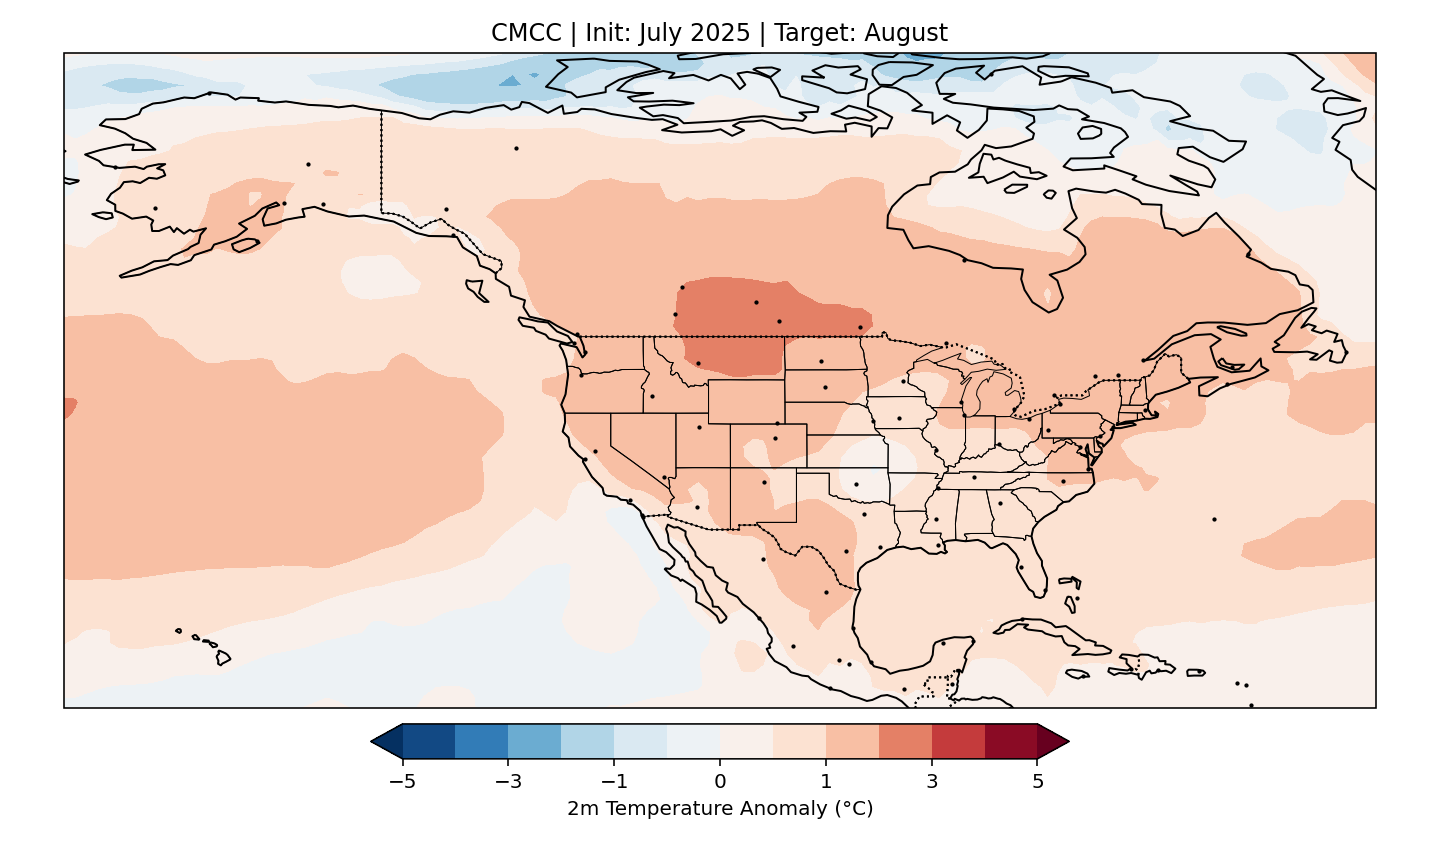 CMCC | Init: July 2025 | Target: August
−5 −3 −1 0 1 3 5
2m Temperature Anomaly (°C)